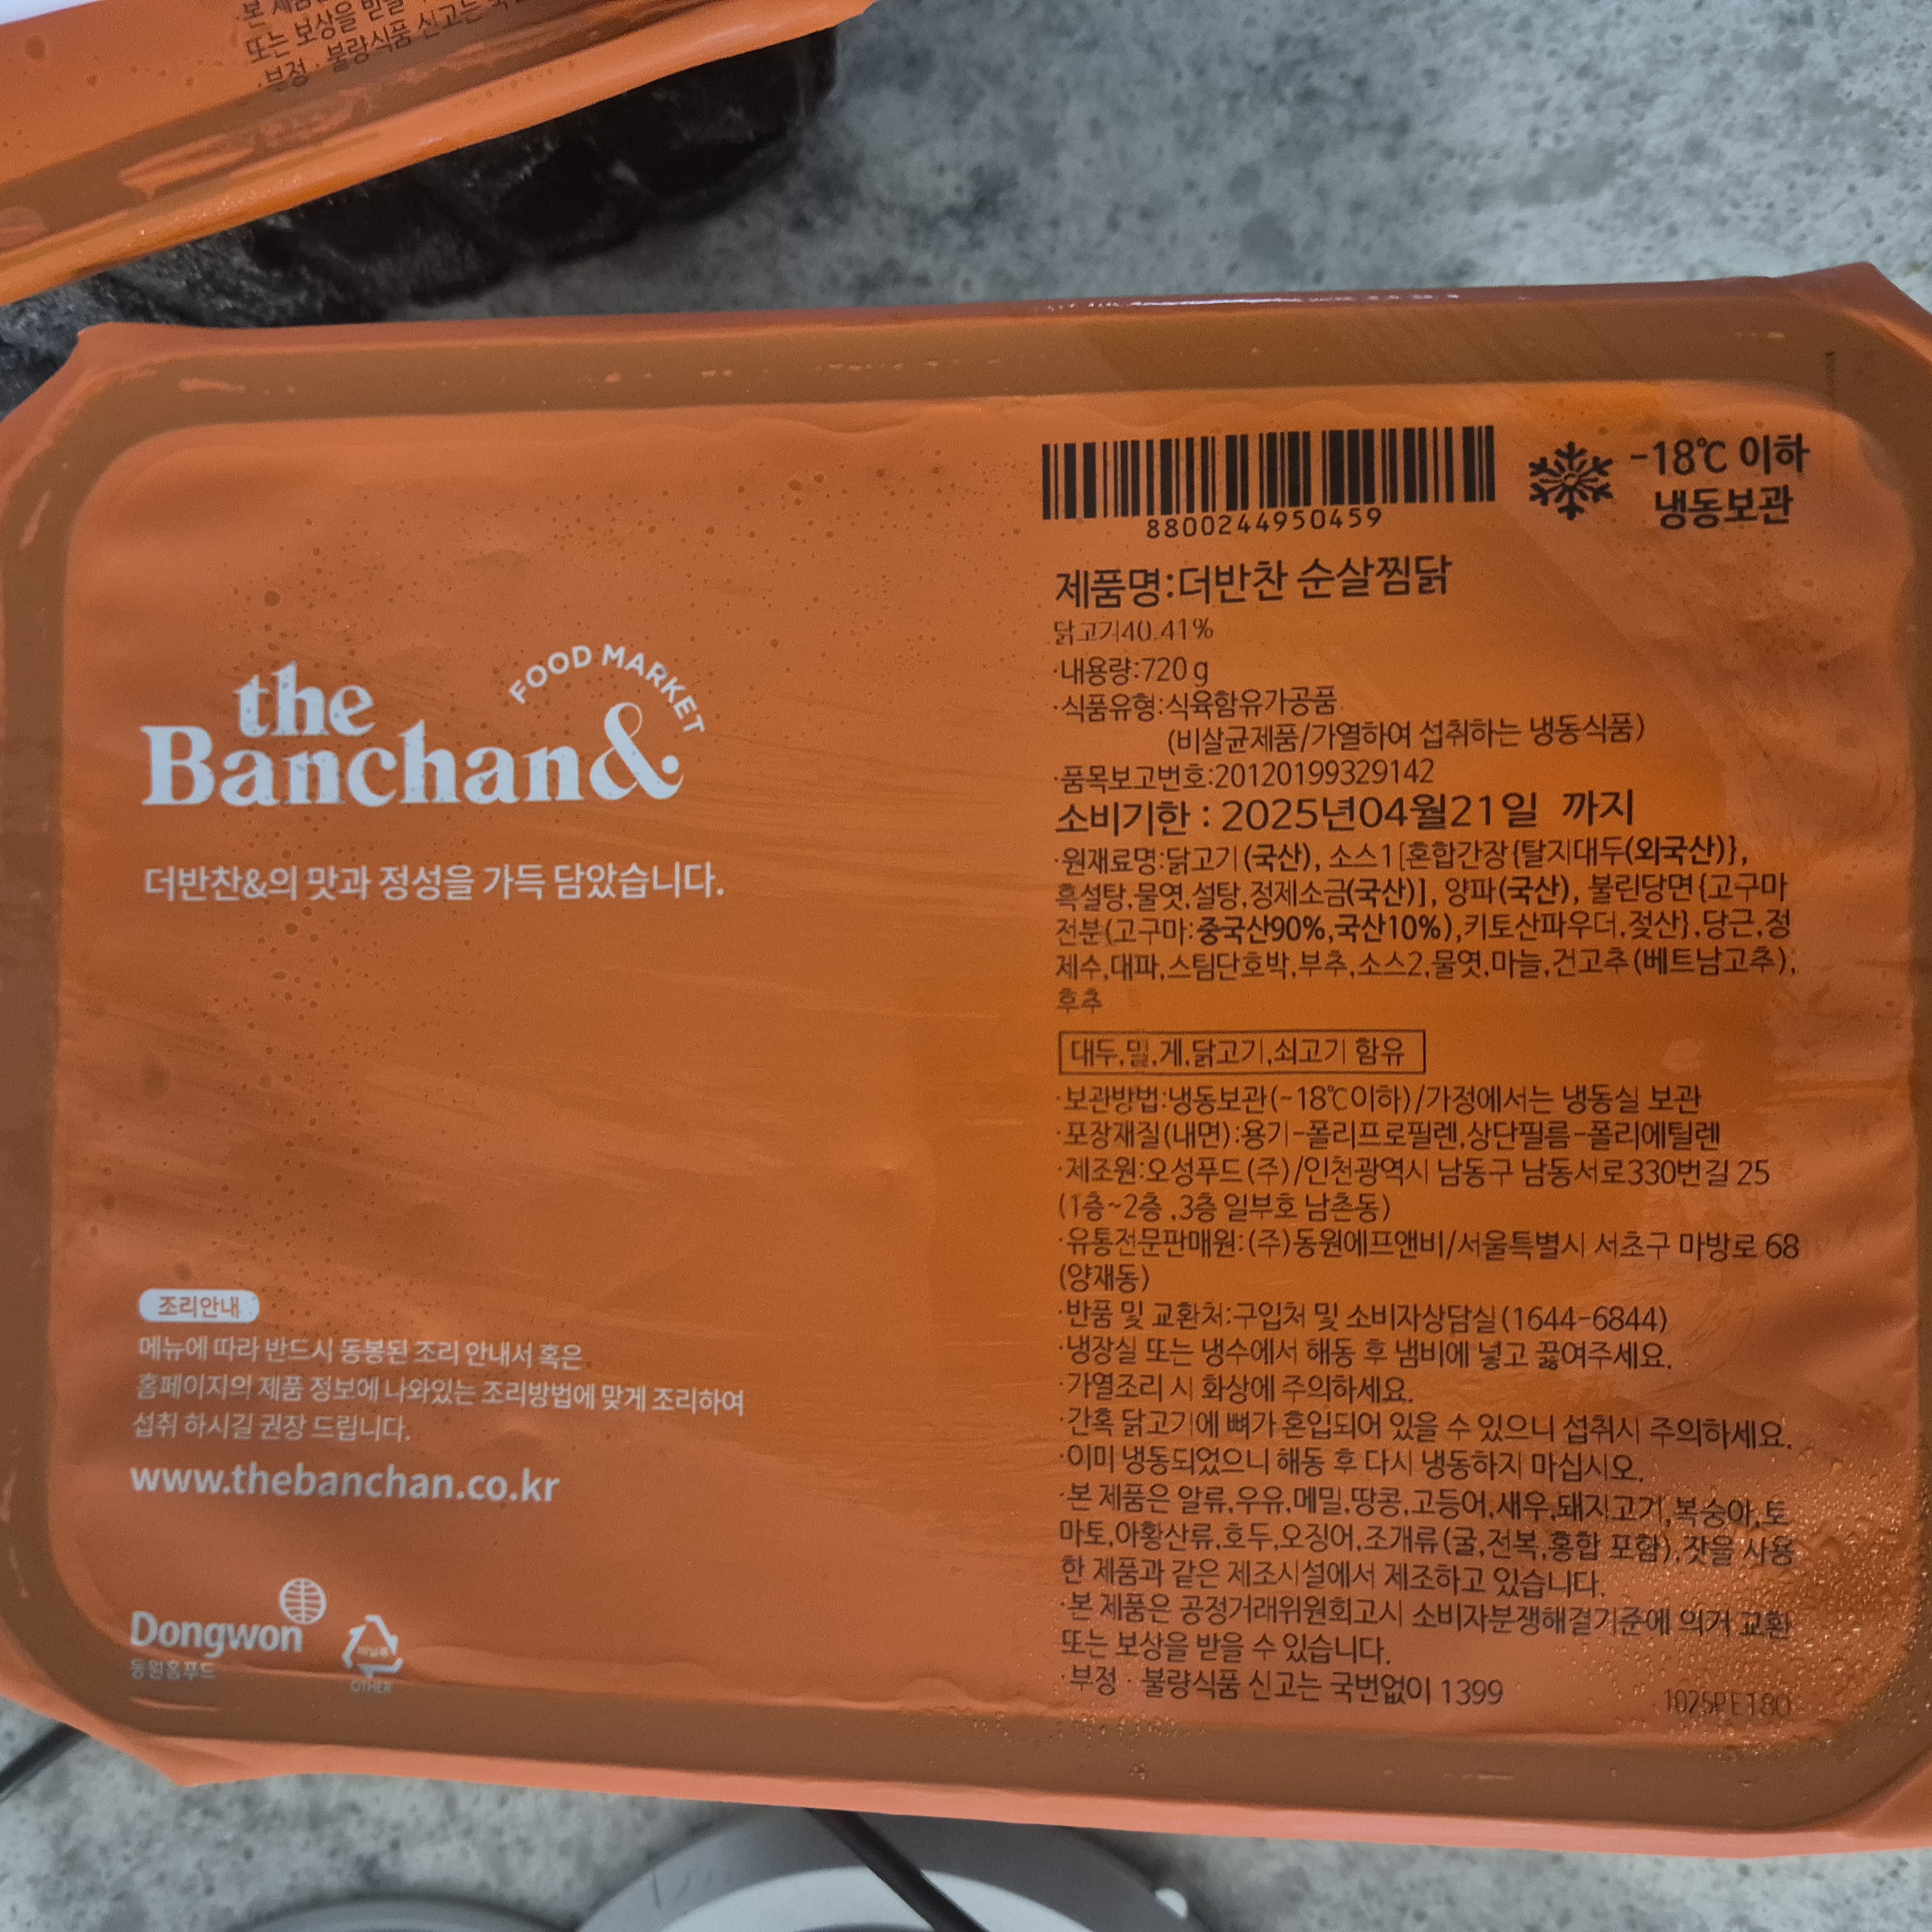 또는 보상을 받을
·부정 · 불량식품 신고는
the
Banchan&
FOOD MARKET
더반찬&의 맛과 정성을 가득 담았습니다.
조리안내
메뉴에 따라 반드시 동봉된 조리 안내서 혹은
홈페이지의 제품 정보에 나와있는 조리방법에 맞게 조리하여
섭취 하시길 권장 드립니다.
www.thebanchan.co.kr
Dongwon
동원홈푸드
비닐류
OTHER
8800244950459
-18℃ 이하
냉동보관
제품명:더반찬 순살찜닭
닭고기40.41%
·내용량:720 g
·식품유형:식육함유가공품
(비살균제품/가열하여 섭취하는 냉동식품)
·품목보고번호:20120199329142
소비기한 : 2025년04월21일 까지
·원재료명:닭고기(국산), 소스1[혼합간장{탈지대두(외국산)},
흑설탕,물엿,설탕,정제소금(국산)], 양파(국산), 불린당면{고구마
전분(고구마:중국산90%,국산10%),키토산파우더,젖산},당근,정
제수,대파,스팀단호박,부추,소스2,물엿,마늘,건고추(베트남고추),
후추
대두,밀,게,닭고기,쇠고기 함유
·보관방법:냉동보관(-18℃이하)/가정에서는 냉동실 보관
·포장재질(내면):용기-폴리프로필렌,상단필름-폴리에틸렌
·제조원:오성푸드(주)/인천광역시 남동구 남동서로330번길 25
(1층~2층 ,3층 일부호 남촌동)
·유통전문판매원:(주)동원에프앤비/서울특별시 서초구 마방로 68
(양재동)
·반품 및 교환처:구입처 및 소비자상담실(1644-6844)
·냉장실 또는 냉수에서 해동 후 냄비에 넣고 끓여주세요.
·가열조리 시 화상에 주의하세요.
·간혹 닭고기에 뼈가 혼입되어 있을 수 있으니 섭취시 주의하세요.
·이미 냉동되었으니 해동 후 다시 냉동하지 마십시오.
·본 제품은 알류,우유,메밀,땅콩,고등어,새우,돼지고기,복숭아,토
마토,아황산류,호두,오징어,조개류(굴,전복,홍합 포함),잣을 사용
한 제품과 같은 제조시설에서 제조하고 있습니다.
·본 제품은 공정거래위원회고시 소비자분쟁해결기준에 의거 교환
또는 보상을 받을 수 있습니다.
·부정 · 불량식품 신고는 국번없이 1399
1025PE180